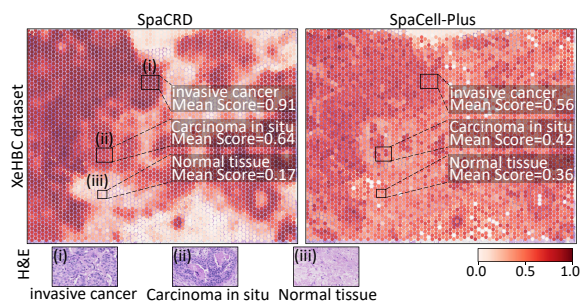 SpaCRD
SpaCell-Plus
XeHBC dataset
(i)
invasive cancer
Mean Score=0.91
(ii)
Carcinoma in situ
Mean Score=0.64
(iii)
Normal tissue
Mean Score=0.17
invasive cancer
Mean Score=0.56
Carcinoma in situ
Mean Score=0.42
Normal tissue
Mean Score=0.36
H&E
(i)
(ii)
(iii)
invasive cancer
Carcinoma in situ
Normal tissue
0.0 0.5 1.0